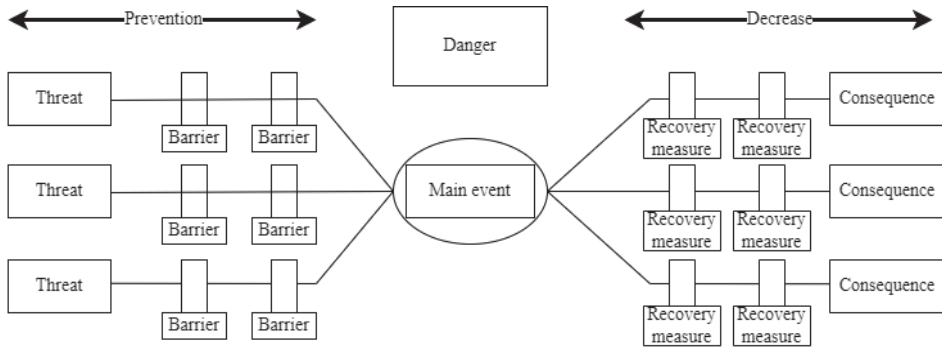 Prevention
Danger
Decrease
Threat
Barrier
Barrier
Recovery
measure
Recovery
measure
Consequence
Threat
Barrier
Barrier
Main event
Recovery
measure
Recovery
measure
Consequence
Threat
Barrier
Barrier
Recovery
measure
Recovery
measure
Consequence